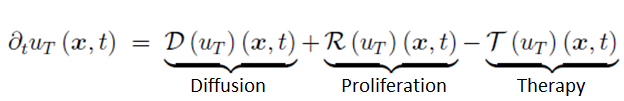 ∂ₜu_T (x, t) = 𝒟 (u_T) (x, t) + ℛ (u_T) (x, t) − 𝒯 (u_T) (x, t)
Diffusion Proliferation Therapy